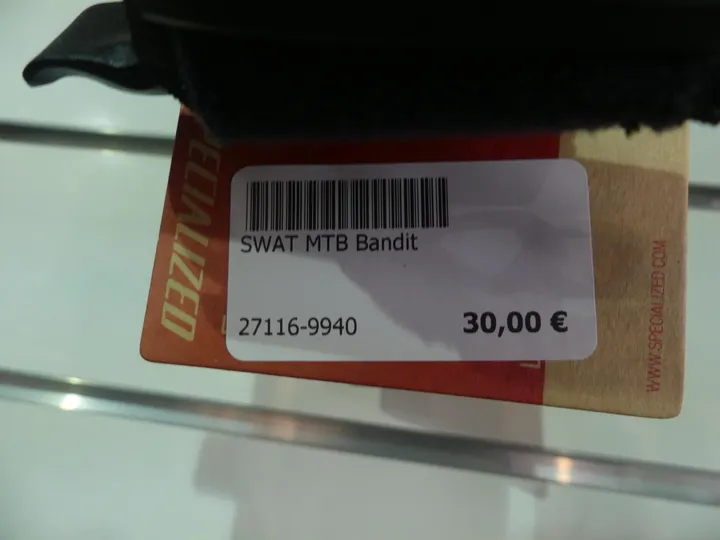 SPECIALIZED
SWAT MTB Bandit
27116-9940
30,00 €
WWW.SPECIALIZED.COM